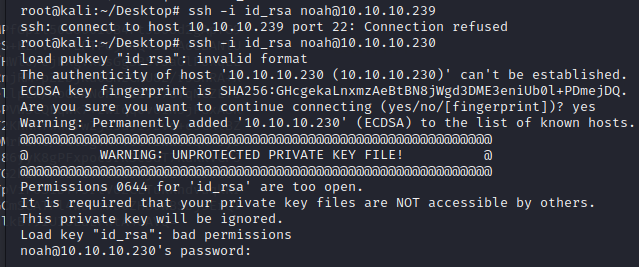 root@kali:~/Desktop# ssh -i id_rsa noah@10.10.10.239
ssh: connect to host 10.10.10.239 port 22: Connection refused
root@kali:~/Desktop# ssh -i id_rsa noah@10.10.10.230
load pubkey "id_rsa": invalid format
The authenticity of host '10.10.10.230 (10.10.10.230)' can't be established.
ECDSA key fingerprint is SHA256:GHcgekaLnxmzAeBtBN8jWgd3DME3eniUb0l+PDmejDQ.
Are you sure you want to continue connecting (yes/no/[fingerprint])? yes
Warning: Permanently added '10.10.10.230' (ECDSA) to the list of known hosts.
@@@@@@@@@@@@@@@@@@@@@@@@@@@@@@@@@@@@@@@@@@@@@@@@@@@@@@@@@@@
@         WARNING: UNPROTECTED PRIVATE KEY FILE!          @
@@@@@@@@@@@@@@@@@@@@@@@@@@@@@@@@@@@@@@@@@@@@@@@@@@@@@@@@@@@
Permissions 0644 for 'id_rsa' are too open.
It is required that your private key files are NOT accessible by others.
This private key will be ignored.
Load key "id_rsa": bad permissions
noah@10.10.10.230's password: